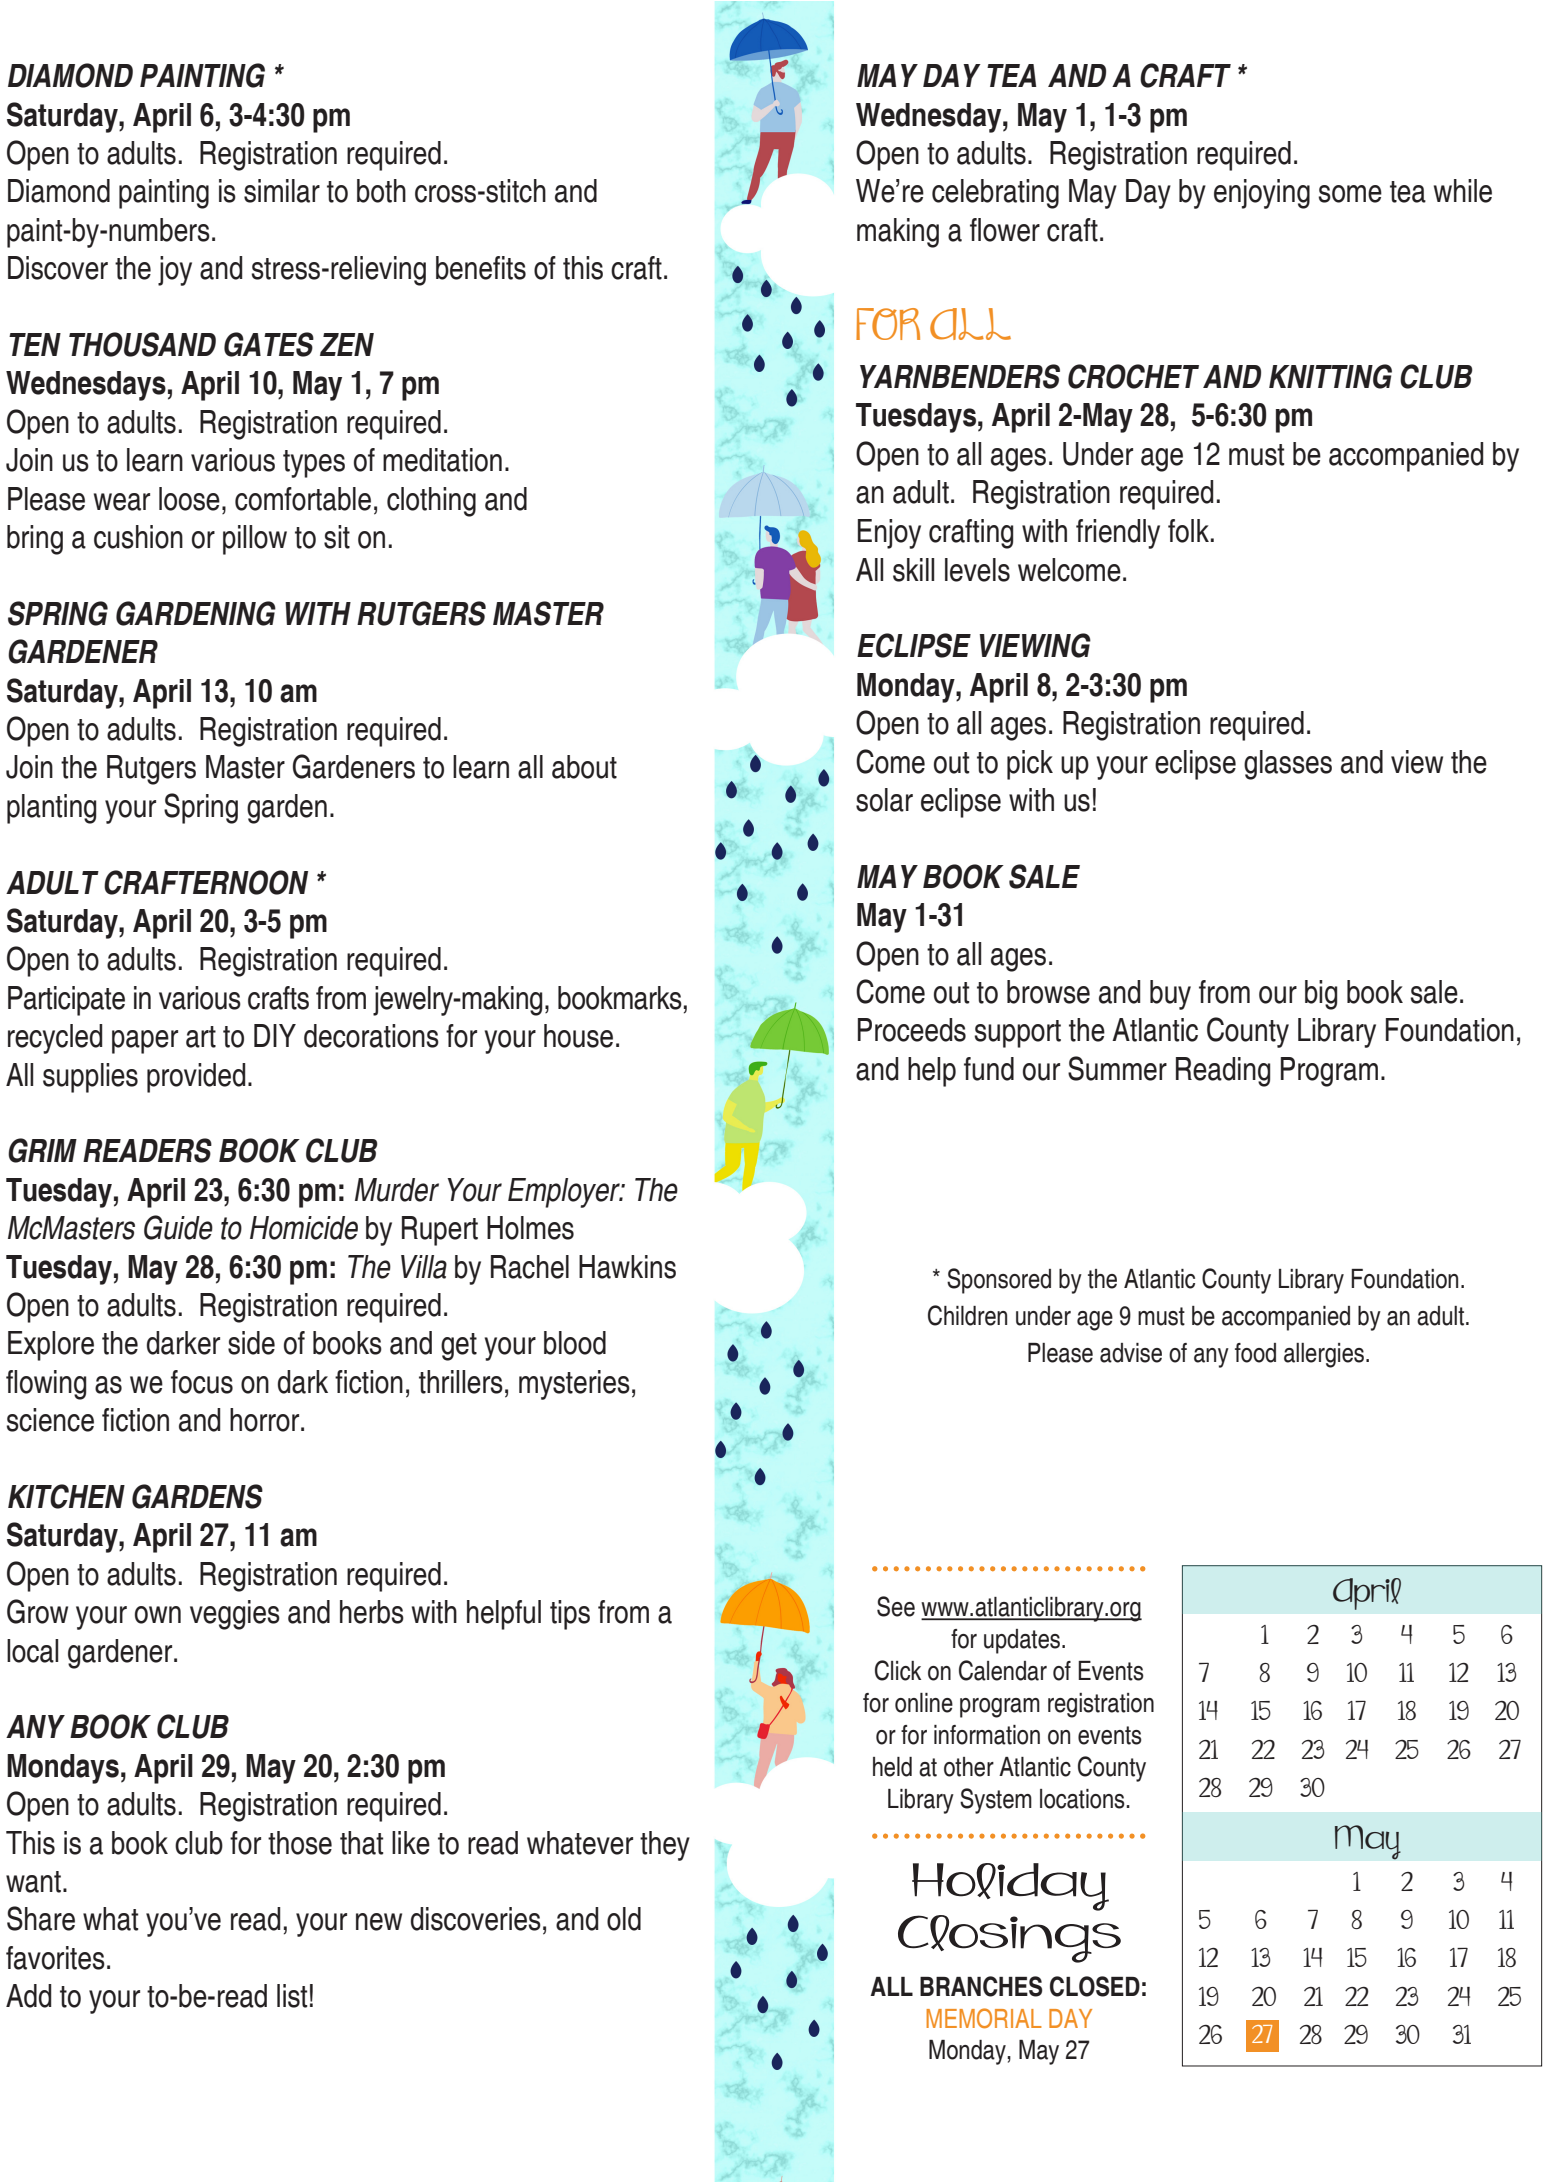 DIAMOND PAINTING *
Saturday, April 6, 3-4:30 pm
Open to adults.  Registration required.
Diamond painting is similar to both cross-stitch and
paint-by-numbers.
Discover the joy and stress-relieving benefits of this craft.
TEN THOUSAND GATES ZEN
Wednesdays, April 10, May 1, 7 pm
Open to adults.  Registration required.
Join us to learn various types of meditation.
Please wear loose, comfortable, clothing and
bring a cushion or pillow to sit on.
SPRING GARDENING WITH RUTGERS MASTER
GARDENER
Saturday, April 13, 10 am
Open to adults.  Registration required.
Join the Rutgers Master Gardeners to learn all about
planting your Spring garden.
ADULT CRAFTERNOON *
Saturday, April 20, 3-5 pm
Open to adults.  Registration required.
Participate in various crafts from jewelry-making, bookmarks,
recycled paper art to DIY decorations for your house.
All supplies provided.
GRIM READERS BOOK CLUB
Tuesday, April 23, 6:30 pm: Murder Your Employer: The
McMasters Guide to Homicide by Rupert Holmes
Tuesday, May 28, 6:30 pm: The Villa by Rachel Hawkins
Open to adults.  Registration required.
Explore the darker side of books and get your blood
flowing as we focus on dark fiction, thrillers, mysteries,
science fiction and horror.
KITCHEN GARDENS
Saturday, April 27, 11 am
Open to adults.  Registration required.
Grow your own veggies and herbs with helpful tips from a
local gardener.
ANY BOOK CLUB
Mondays, April 29, May 20, 2:30 pm
Open to adults.  Registration required.
This is a book club for those that like to read whatever they
want.
Share what you've read, your new discoveries, and old
favorites.
Add to your to-be-read list!
MAY DAY TEA  AND A CRAFT *
Wednesday, May 1, 1-3 pm
Open to adults.  Registration required.
We're celebrating May Day by enjoying some tea while
making a flower craft.
FOR ALL
YARNBENDERS CROCHET AND KNITTING CLUB
Tuesdays, April 2-May 28,  5-6:30 pm
Open to all ages. Under age 12 must be accompanied by
an adult.  Registration required.
Enjoy crafting with friendly folk.
All skill levels welcome.
ECLIPSE VIEWING
Monday, April 8, 2-3:30 pm
Open to all ages. Registration required.
Come out to pick up your eclipse glasses and view the
solar eclipse with us!
MAY BOOK SALE
May 1-31
Open to all ages.
Come out to browse and buy from our big book sale.
Proceeds support the Atlantic County Library Foundation,
and help fund our Summer Reading Program.
* Sponsored by the Atlantic County Library Foundation.
Children under age 9 must be accompanied by an adult.
Please advise of any food allergies.
See www.atlanticlibrary.org
for updates.
Click on Calendar of Events
for online program registration
or for information on events
held at other Atlantic County
Library System locations.
Holiday
Closings
ALL BRANCHES CLOSED:
MEMORIAL DAY
Monday, May 27
April
1 2 3 4 5 6
7 8 9 10 11 12 13
14 15 16 17 18 19 20
21 22 23 24 25 26 27
28 29 30
May
1 2 3 4
5 6 7 8 9 10 11
12 13 14 15 16 17 18
19 20 21 22 23 24 25
26 27 28 29 30 31